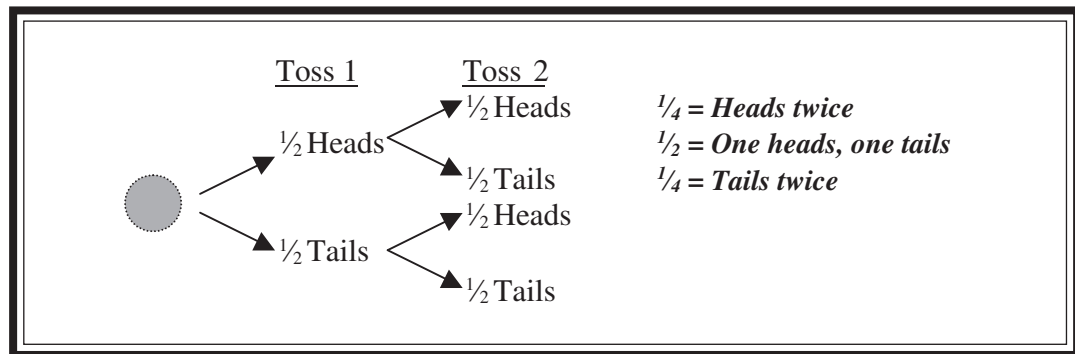 Toss 1 Toss 2
½ Heads ¼ = Heads twice
½ Heads ½ = One heads, one tails
½ Tails ¼ = Tails twice
½ Heads
½ Tails
½ Tails